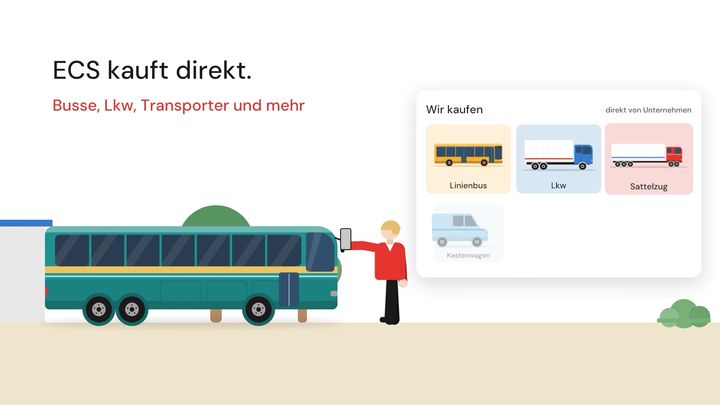 ECS kauft direkt.
Busse, Lkw, Transporter und mehr
Wir kaufen
direkt von Unternehmen
Linienbus
Lkw
Sattelzug
Kastenwagen